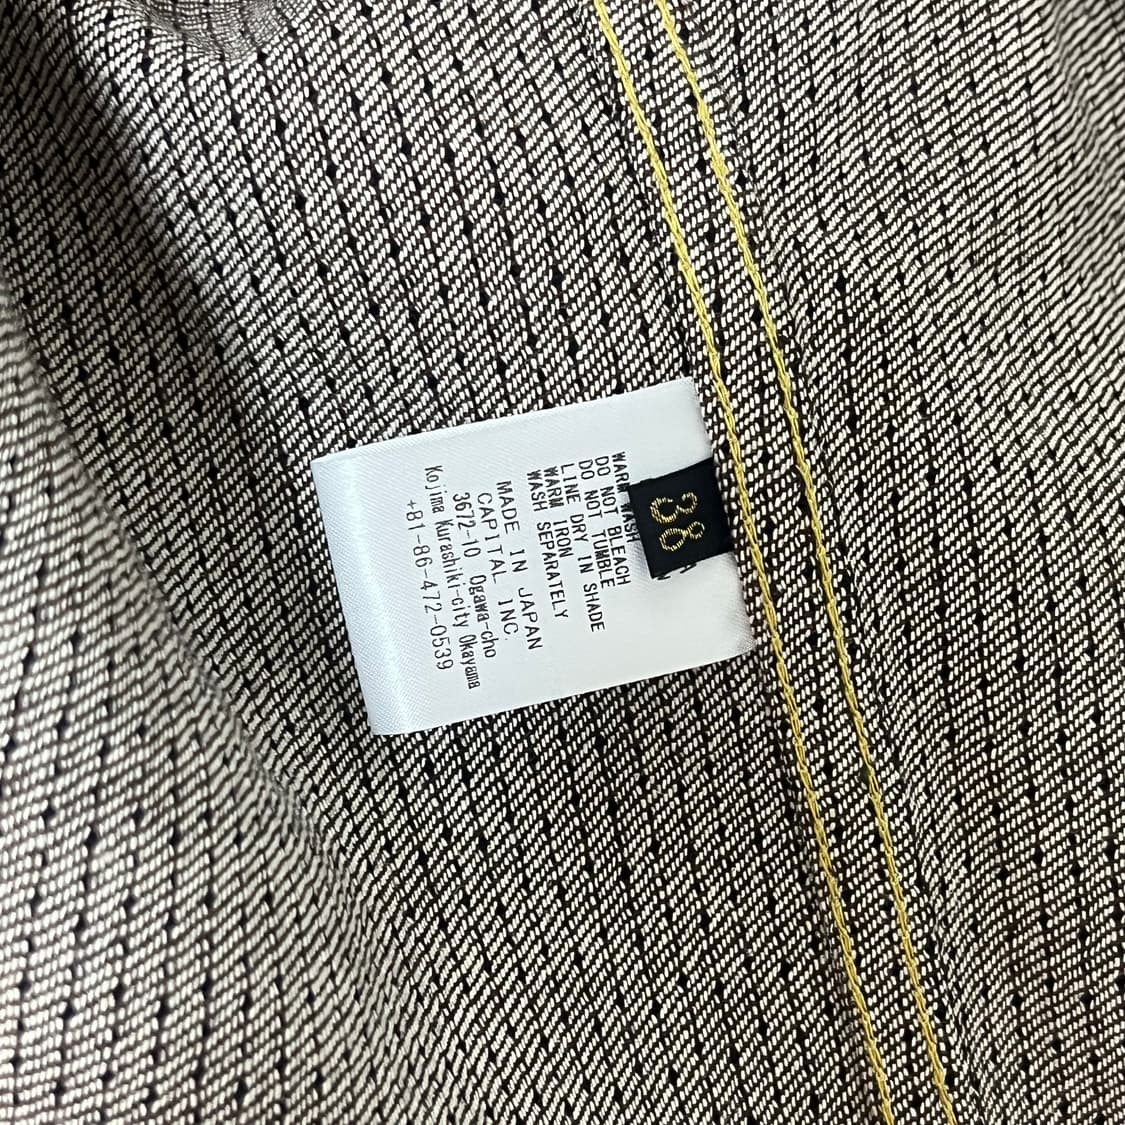 38
WARM WASH
DO NOT BLEACH
DO NOT TUMBLE
LINE DRY IN SHADE
WARM IRON
WASH SEPARATELY
MADE IN JAPAN
CAPITAL INC.
3672-10 Ogawa-cho
Kojima Kurashiki-city Okayama
+81-86-472-0539